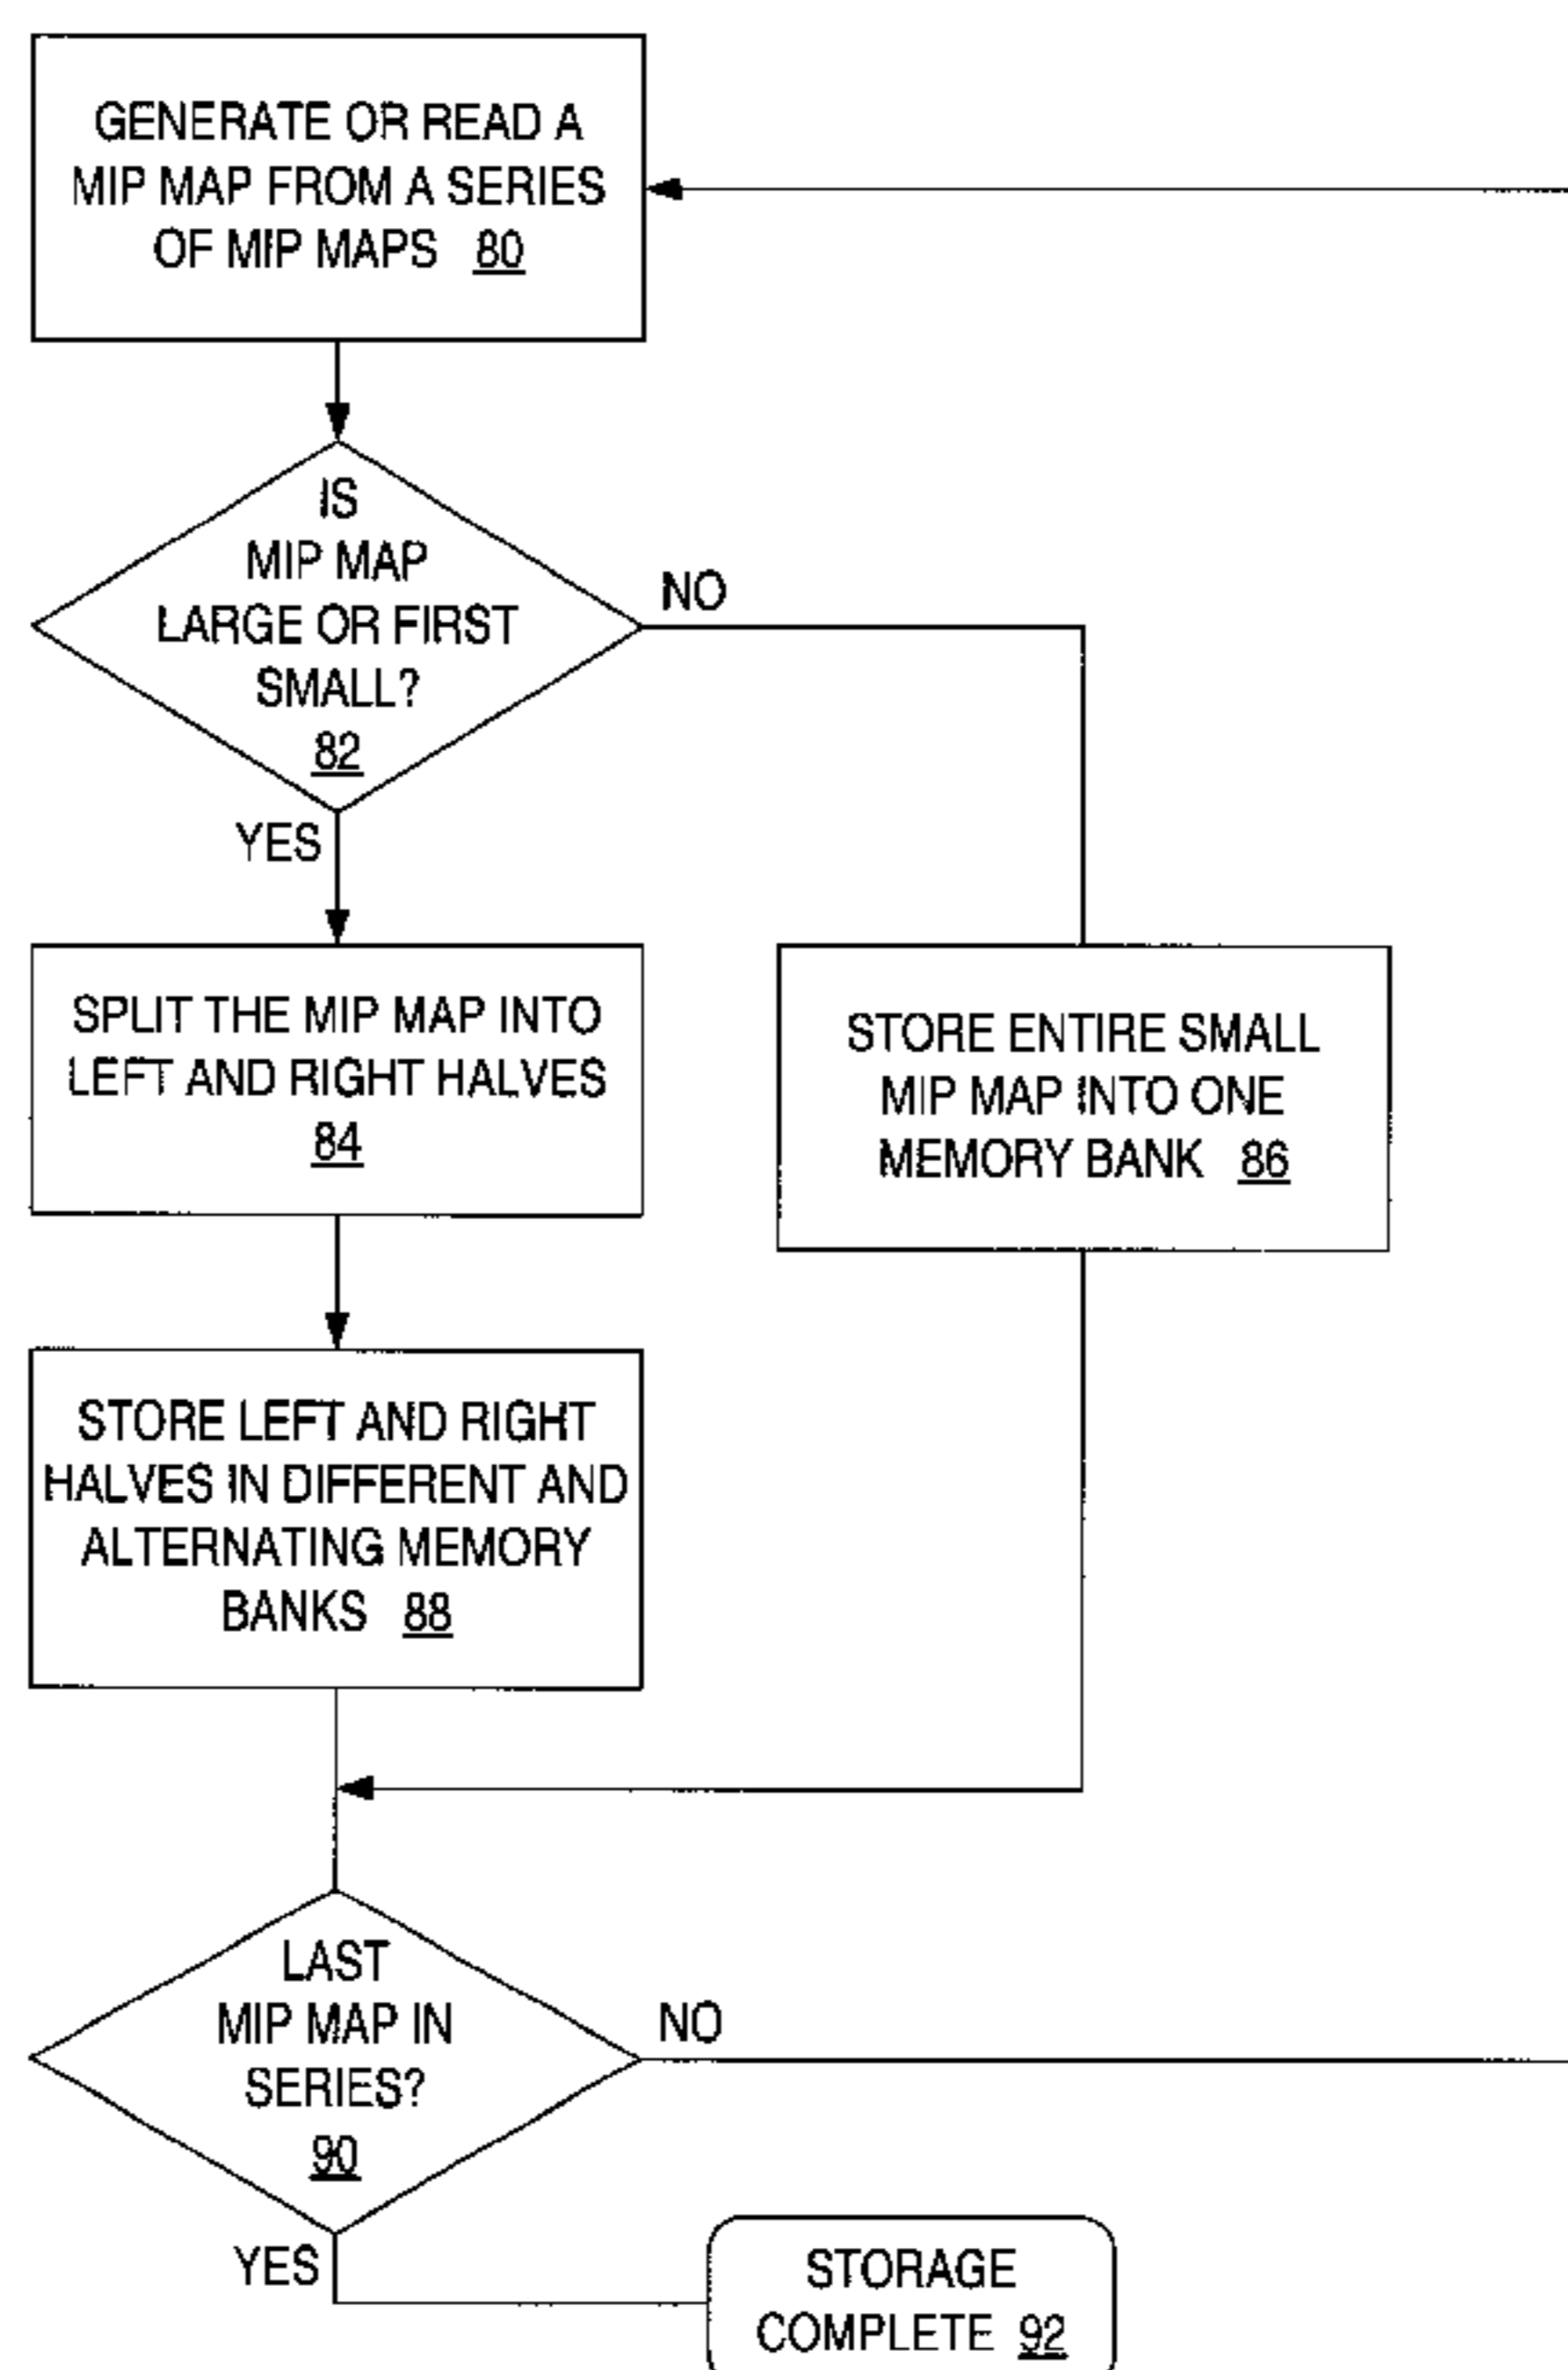 GENERATE OR READ A
MIP MAP FROM A SERIES
OF MIP MAPS 80
IS
MIP MAP
LARGE OR FIRST
SMALL?
82
NO
YES
SPLIT THE MIP MAP INTO
LEFT AND RIGHT HALVES
84
STORE ENTIRE SMALL
MIP MAP INTO ONE
MEMORY BANK 86
STORE LEFT AND RIGHT
HALVES IN DIFFERENT AND
ALTERNATING MEMORY
BANKS 88
LAST
MIP MAP IN
SERIES?
90
NO
YES
STORAGE
COMPLETE 92